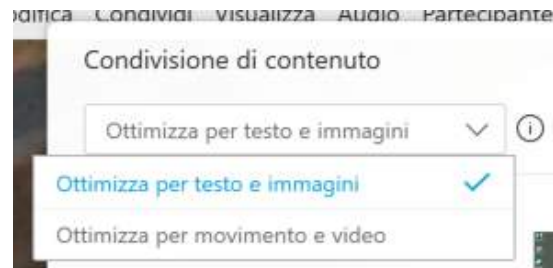 Modifica Condividi Visualizza Audio Partecipante
Condivisione di contenuto
Ottimizza per testo e immagini
Ottimizza per testo e immagini
Ottimizza per movimento e video